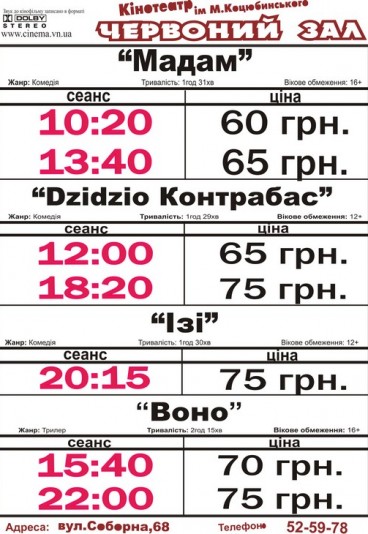 Звук до кінофільму записано в форматі
DOLBY
STEREO
www.cinema.vn.ua
Кінотеатр ім М.Коцюбинського
ЧЕРВОНИЙ ЗАЛ
“Мадам”
Жанр: Комедія Тривалість: 1год 31хв Вікове обмеження: 16+
сеанс ціна
10:20 60 грн.
13:40 65 грн.
“Dzidzio Контрабас”
Жанр: Комедія Тривалість: 1год 29хв Вікове обмеження: 12+
сеанс ціна
12:00 65 грн.
18:20 75 грн.
“Ізі”
Жанр: Комедія Тривалість: 1год 30хв Вікове обмеження: 12+
сеанс ціна
20:15 75 грн.
“Воно”
Жанр: Трилер Тривалість: 2год 15хв Вікове обмеження: 16+
сеанс ціна
15:40 70 грн.
22:00 75 грн.
Адреса: вул.Соборна,68 Телефон: 52-59-78